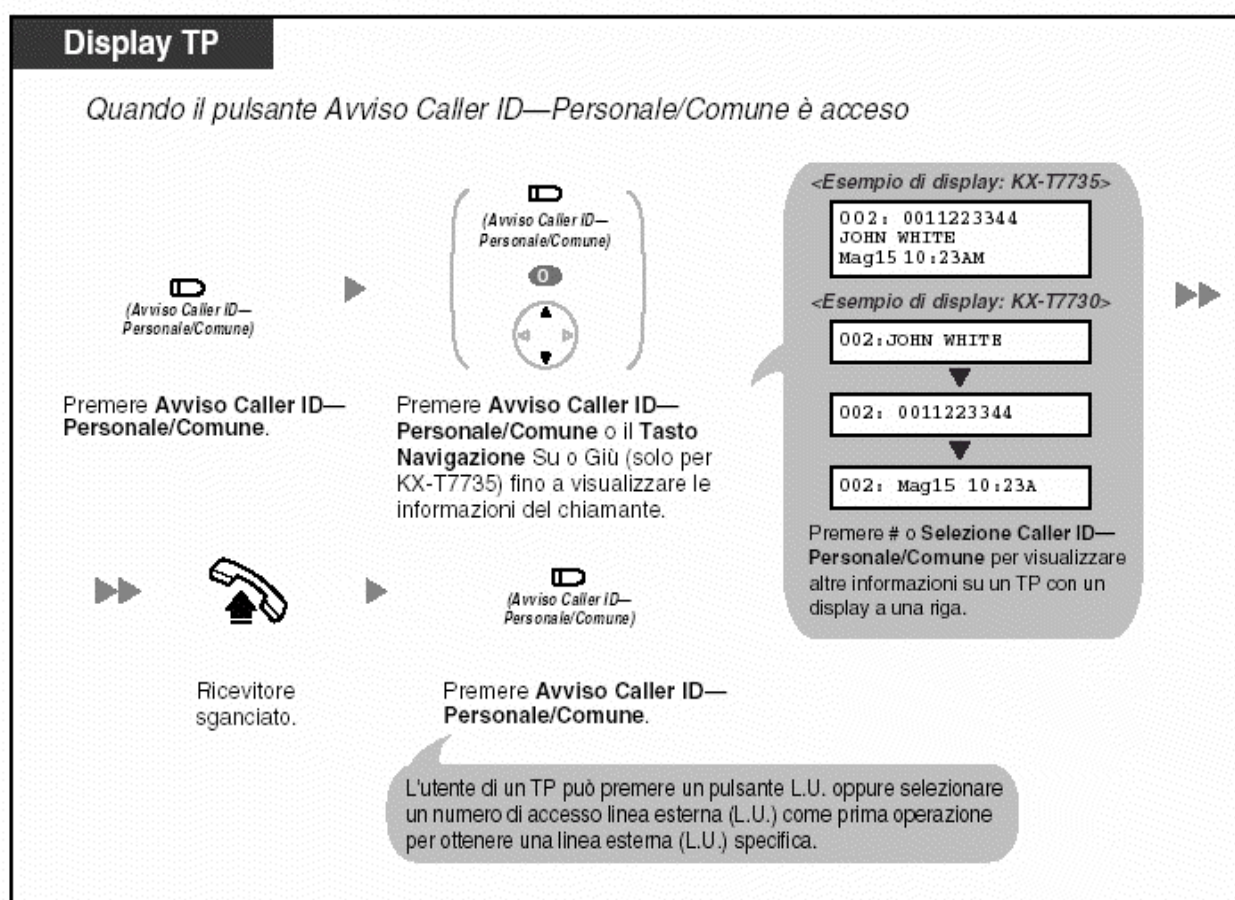 Display TP
Quando il pulsante Avviso Caller ID—Personale/Comune è acceso
(Avviso Caller ID—
Personale/Comune)
Premere Avviso Caller ID—
Personale/Comune.
(Avviso Caller ID—
Personale/Comune)
0
Premere Avviso Caller ID—
Personale/Comune o il Tasto
Navigazione Su o Giù (solo per
KX-T7735) fino a visualizzare le
informazioni del chiamante.
<Esempio di display: KX-T7735>
002: 0011223344
JOHN WHITE
Mag15 10:23AM
<Esempio di display: KX-T7730>
002:JOHN WHITE
002: 0011223344
002: Mag15 10:23A
Premere # o Selezione Caller ID—
Personale/Comune per visualizzare
altre informazioni su un TP con un
display a una riga.
Ricevitore
sganciato.
(Avviso Caller ID—
Personale/Comune)
Premere Avviso Caller ID—
Personale/Comune.
L'utente di un TP può premere un pulsante L.U. oppure selezionare
un numero di accesso linea esterna (L.U.) come prima operazione
per ottenere una linea esterna (L.U.) specifica.